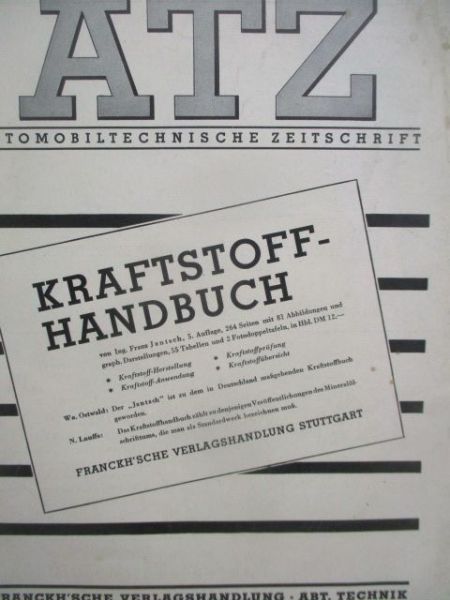 ATZ
TOMOBILTECHNISCHE ZEITSCHRIFT
KRAFTSTOFF-
HANDBUCH
von Ing. Franz Jantsch, 3. Auflage, 264 Seiten mit 81 Abbildungen und
graph. Darstellungen, 55 Tabellen und 2 Fotodoppeltafeln, in Hbl. DM 12.—
* Kraftstoff-Herstellung * Kraftstoffprüfung
* Kraftstoff-Anwendung * Kraftstoffübersicht
Wa. Ostwald: Der „Jantsch" ist zu dem in Deutschland maßgebenden Kraftstoffbuch
geworden.
N. Lauffs: Das Kraftstoffhandbuch zählt zu denjenigen Veröffentlichungen des Mineralöl-
schrifttums, die man als Standardwerk bezeichnen muß.
FRANCKH'SCHE VERLAGSHANDLUNG STUTTGART
FRANCKH'SCHE VERLAGSHANDLUNG · ABT. TECHNIK